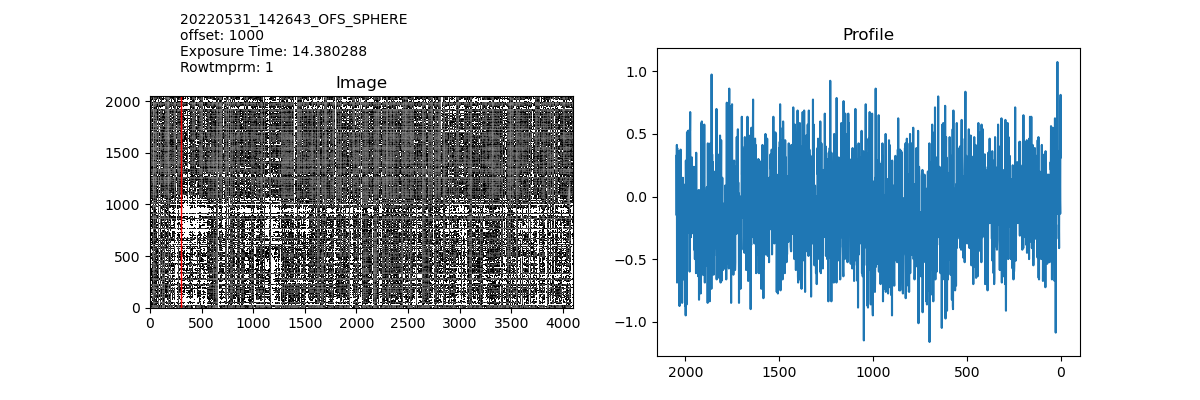 20220531_142643_OFS_SPHERE
offset: 1000
Exposure Time: 14.380288
Rowtmprm: 1
Image
2000
1500
1000
500
0
0 500 1000 1500 2000 2500 3000 3500 4000
Profile
1.0
0.5
0.0
−0.5
−1.0
2000 1500 1000 500 0